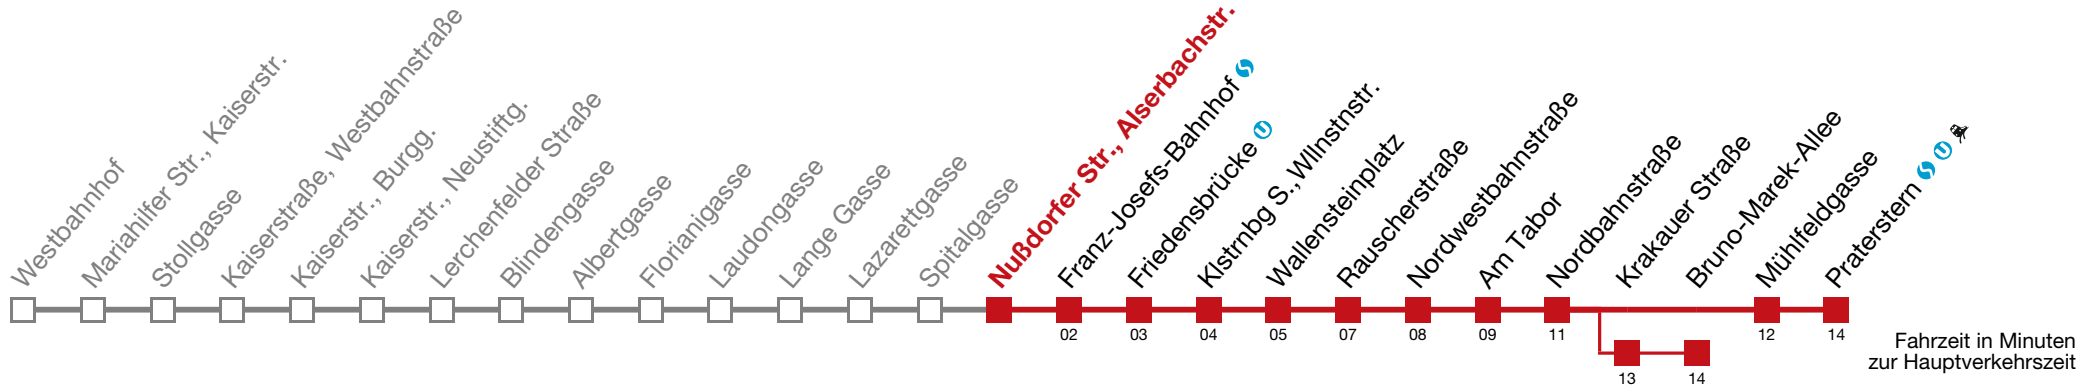 Westbahnhof
Mariahilfer Str., Kaiserstr.
Stollgasse
Kaiserstraße, Westbahnstraße
Kaiserstr., Burgg.
Kaiserstr., Neustiftg.
Lerchenfelder Straße
Blindengasse
Albertgasse
Florianigasse
Laudongasse
Lange Gasse
Lazarettgasse
Spitalgasse
Nußdorfer Str., Alserbachstr.
Franz-Josefs-Bahnhof S
Friedensbrücke U
Klstrnbg S., Wllnstnstr.
Wallensteinplatz
Rauscherstraße
Nordwestbahnstraße
Am Tabor
Nordbahnstraße
Krakauer Straße
Bruno-Marek-Allee
Mühlfeldgasse
Praterstern S U
02 03 04 05 07 08 09 11 12 14
13 14
Fahrzeit in Minuten
zur Hauptverkehrszeit